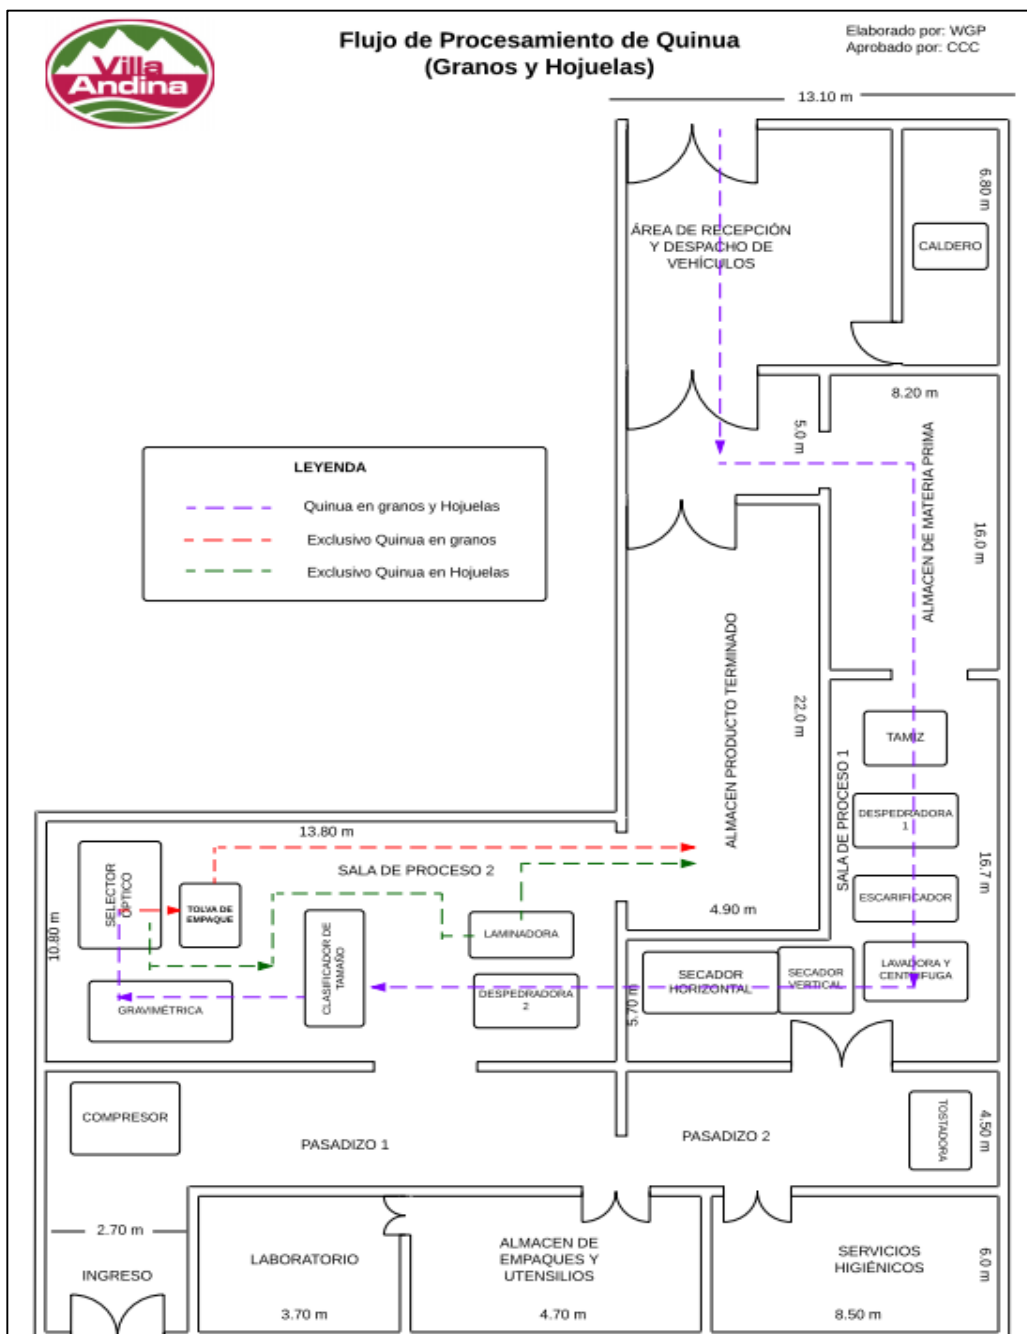 Villa
Andina
Flujo de Procesamiento de Quinua
(Granos y Hojuelas)
Elaborado por: WGP
Aprobado por: CCC
13.10 m
6.80 m
ÁREA DE RECEPCIÓN
Y DESPACHO DE
VEHÍCULOS
CALDERO
8.20 m
5.0 m
ALMACEN DE MATERIA PRIMA
16.0 m
LEYENDA
Quinua en granos y Hojuelas
Exclusivo Quinua en granos
Exclusivo Quinua en Hojuelas
ALMACEN PRODUCTO TERMINADO
22.0 m
4.90 m
SALA DE PROCESO 1
TAMIZ
DESPEDRADORA
1
16.7 m
ESCARIFICADOR
LAVADORA Y
CENTRIFUGA
SECADOR
VERTICAL
SECADOR
HORIZONTAL
5.70 m
13.80 m
SALA DE PROCESO 2
10.80 m
SELECTOR
ÓPTICO
TOLVA DE
EMPAQUE
CLASIFICADOR DE
TAMAÑO
LAMINADORA
DESPEDRADORA
2
GRAVIMÉTRICA
COMPRESOR
PASADIZO 1
PASADIZO 2
TOSTADORA
4.50 m
2.70 m
INGRESO
LABORATORIO
3.70 m
ALMACEN DE
EMPAQUES Y
UTENSILIOS
4.70 m
SERVICIOS
HIGIÉNICOS
8.50 m
6.0 m